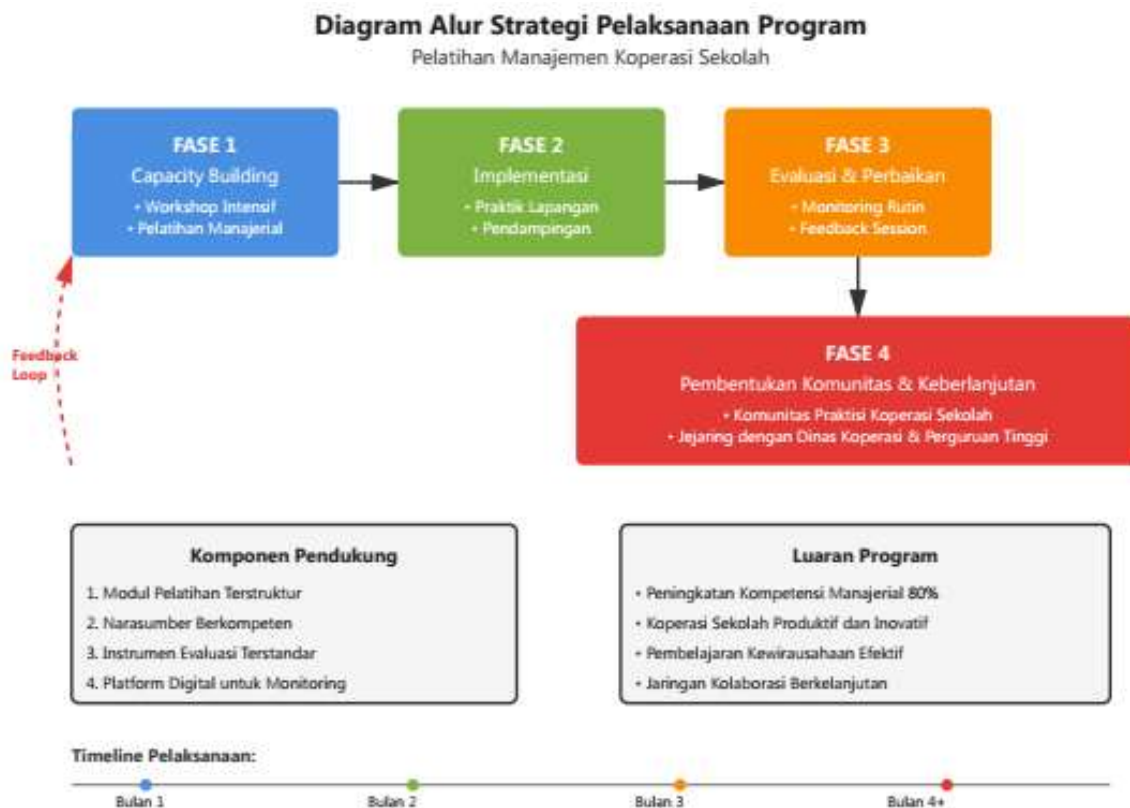 Diagram Alur Strategi Pelaksanaan Program
Pelatihan Manajemen Koperasi Sekolah
FASE 1
Capacity Building
• Workshop Intensif
• Pelatihan Manajerial
FASE 2
Implementasi
• Praktik Lapangan
• Pendampingan
FASE 3
Evaluasi & Perbaikan
• Monitoring Rutin
• Feedback Session
Feedback
Loop
FASE 4
Pembentukan Komunitas & Keberlanjutan
• Komunitas Praktisi Koperasi Sekolah
• Jejaring dengan Dinas Koperasi & Perguruan Tinggi
Komponen Pendukung
1. Modul Pelatihan Terstruktur
2. Narasumber Berkompeten
3. Instrumen Evaluasi Terstandar
4. Platform Digital untuk Monitoring
Luaran Program
• Peningkatan Kompetensi Manajerial 80%
• Koperasi Sekolah Produktif dan Inovatif
• Pembelajaran Kewirausahaan Efektif
• Jaringan Kolaborasi Berkelanjutan
Timeline Pelaksanaan:
Bulan 1
Bulan 2
Bulan 3
Bulan 4+